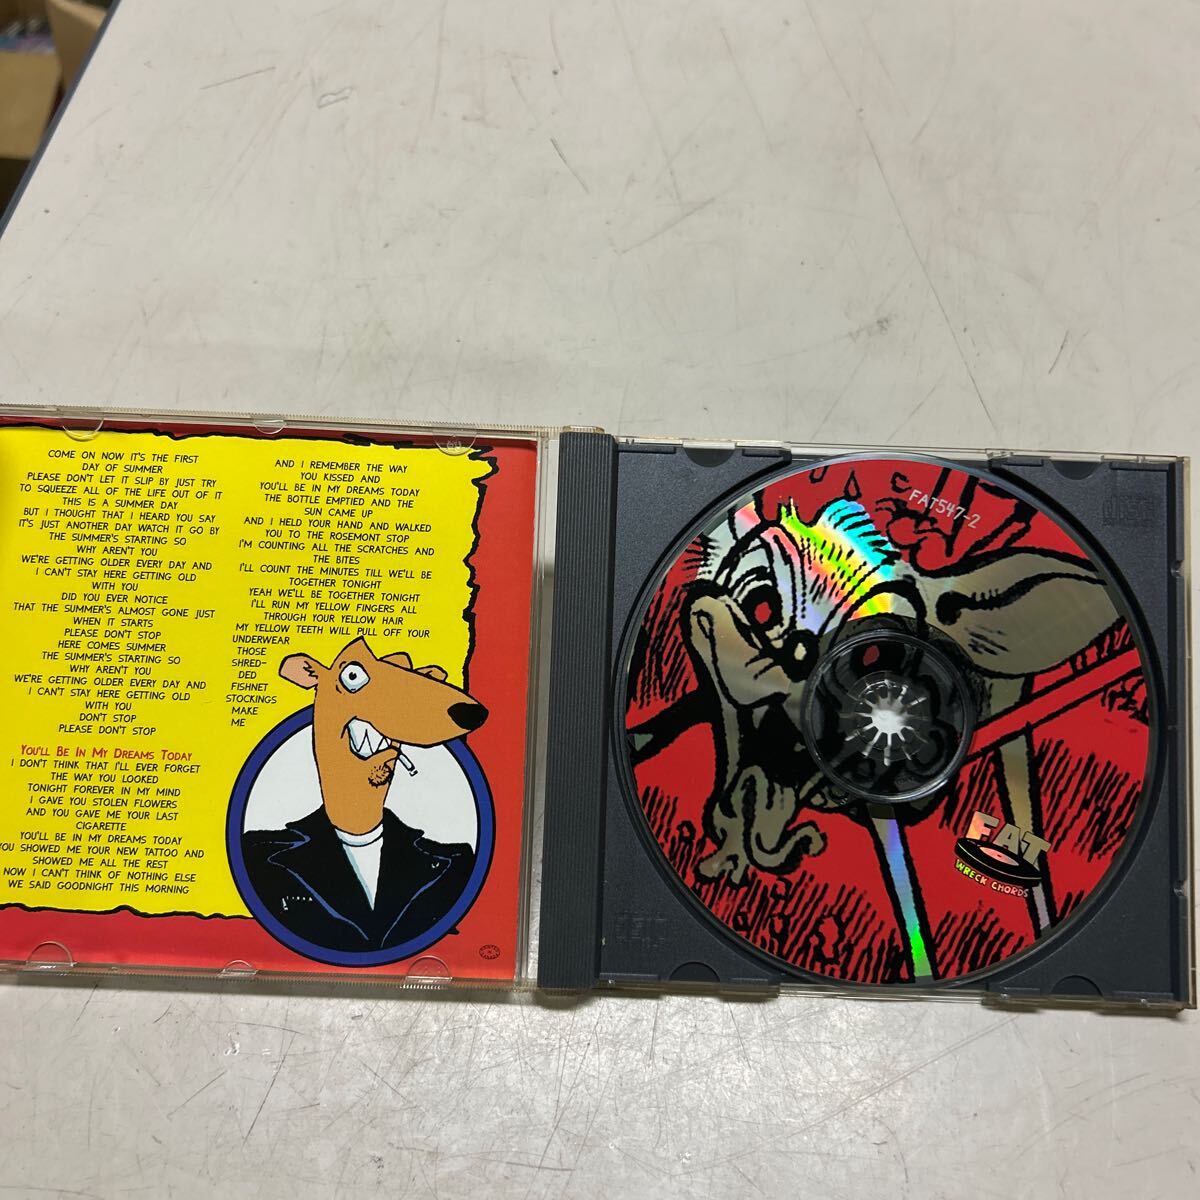 COME ON NOW IT'S THE FIRST
DAY OF SUMMER
PLEASE DON'T LET IT SLIP BY JUST TRY
TO SQUEEZE ALL OF THE LIFE OUT OF IT
THIS IS A SUMMER DAY
BUT I THOUGHT THAT I HEARD YOU SAY
IT'S JUST ANOTHER DAY WATCH IT GO BY
THE SUMMER'S STARTING SO
WHY AREN'T YOU
WE'RE GETTING OLDER EVERY DAY AND
I CAN'T STAY HERE GETTING OLD
WITH YOU
DID YOU EVER NOTICE
THAT THE SUMMER'S ALMOST GONE JUST
WHEN IT STARTS
PLEASE DON'T STOP
HERE COMES SUMMER
THE SUMMER'S STARTING SO
WHY AREN'T YOU
WE'RE GETTING OLDER EVERY DAY AND
I CAN'T STAY HERE GETTING OLD
WITH YOU
DON'T STOP
PLEASE DON'T STOP
YOU'LL BE IN MY DREAMS TODAY
I DON'T THINK THAT I'LL EVER FORGET
THE WAY YOU LOOKED
TONIGHT FOREVER IN MY MIND
I GAVE YOU STOLEN FLOWERS
AND YOU GAVE ME YOUR LAST
CIGARETTE
YOU'LL BE IN MY DREAMS TODAY
YOU SHOWED ME YOUR NEW TATTOO AND
SHOWED ME ALL THE REST
NOW I CAN'T THINK OF NOTHING ELSE
WE SAID GOODNIGHT THIS MORNING
AND I REMEMBER THE WAY
YOU KISSED AND
YOU'LL BE IN MY DREAMS TODAY
THE BOTTLE EMPTIED AND THE
SUN CAME UP
AND I HELD YOUR HAND AND WALKED
YOU TO THE ROSEMONT STOP
I'M COUNTING ALL THE SCRATCHES AND
THE BITES
I'LL COUNT THE MINUTES TILL WE'LL BE
TOGETHER TONIGHT
YEAH WE'LL BE TOGETHER TONIGHT
I'LL RUN MY YELLOW FINGERS ALL
THROUGH YOUR YELLOW HAIR
MY YELLOW TEETH WILL PULL OFF YOUR
UNDERWEAR
THOSE
SHRED-
DED
FISHNET
STOCKINGS
MAKE
ME
FAT547-2
FAT
WRECK CHORDS